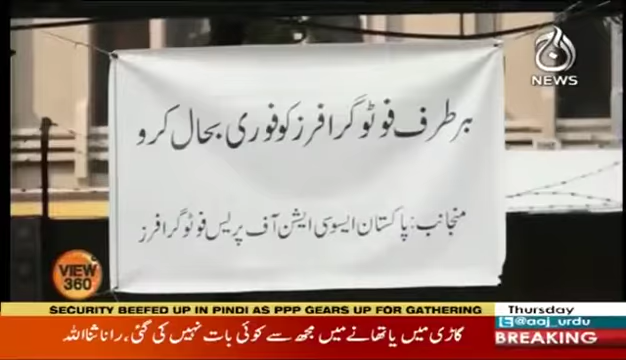 آج
NEWS
برطرف فوٹو گرافرز کو فوری بحال کرو
منجانب: پاکستان ایسوسی ایشن آف پریس فوٹو گرافرز
VIEW
360
SECURITY BEEFED UP IN PINDI AS PPP GEARS UP FOR GATHERING
Thursday
@aaj_urdu
گاڑی میں یا تھانے میں مجھ سے کوئی بات نہیں کی گئی، رانا ثنااللہ
BREAKING